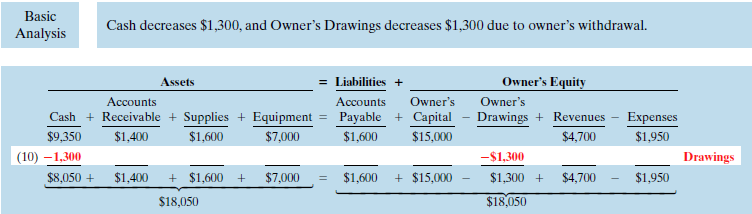 Basic
Analysis
Cash decreases $1,300, and Owner's Drawings decreases $1,300 due to owner's withdrawal.
Assets = Liabilities + Owner's Equity
Accounts Accounts Owner's Owner's
Cash + Receivable + Supplies + Equipment = Payable + Capital − Drawings + Revenues − Expenses
$9,350 $1,400 $1,600 $7,000 $1,600 $15,000 $4,700 $1,950
(10) −1,300 −$1,300 Drawings
$8,050 + $1,400 + $1,600 + $7,000 = $1,600 + $15,000 − $1,300 + $4,700 − $1,950
$18,050 $18,050